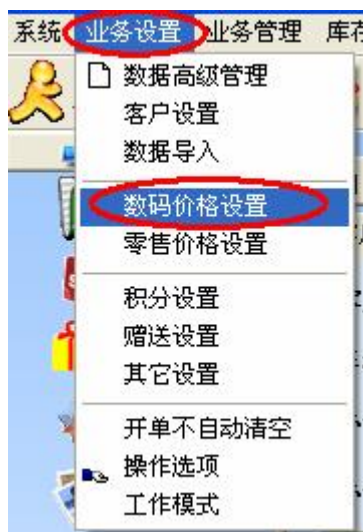 系统 业务设置 业务管理
数据高级管理
客户设置
数据导入
数码价格设置
零售价格设置
积分设置
赠送设置
其它设置
开单不自动清空
操作选项
工作模式